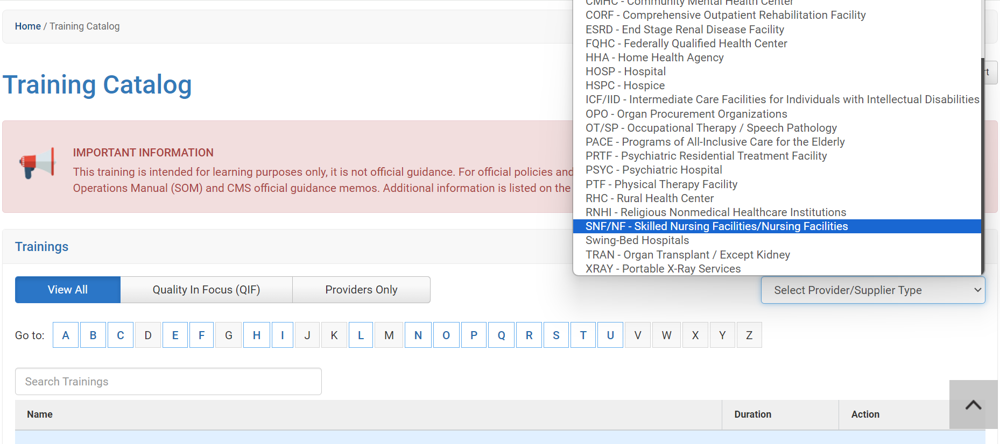 Home / Training Catalog
Training Catalog
rt
IMPORTANT INFORMATION
This training is intended for learning purposes only, it is not official guidance. For official policies and
Operations Manual (SOM) and CMS official guidance memos. Additional information is listed on the
CMHC - Community Mental Health Center
CORF - Comprehensive Outpatient Rehabilitation Facility
ESRD - End Stage Renal Disease Facility
FQHC - Federally Qualified Health Center
HHA - Home Health Agency
HOSP - Hospital
HSPC - Hospice
ICF/IID - Intermediate Care Facilities for Individuals with Intellectual Disabilities
OPO - Organ Procurement Organizations
OT/SP - Occupational Therapy / Speech Pathology
PACE - Programs of All-Inclusive Care for the Elderly
PRTF - Psychiatric Residential Treatment Facility
PSYC - Psychiatric Hospital
PTF - Physical Therapy Facility
RHC - Rural Health Center
RNHI - Religious Nonmedical Healthcare Institutions
SNF/NF - Skilled Nursing Facilities/Nursing Facilities
Swing-Bed Hospitals
TRAN - Organ Transplant / Except Kidney
XRAY - Portable X-Ray Services
Trainings
View All Quality In Focus (QIF) Providers Only Select Provider/Supplier Type
Go to: A B C D E F G H I J K L M N O P Q R S T U V W X Y Z
Search Trainings
Name Duration Action